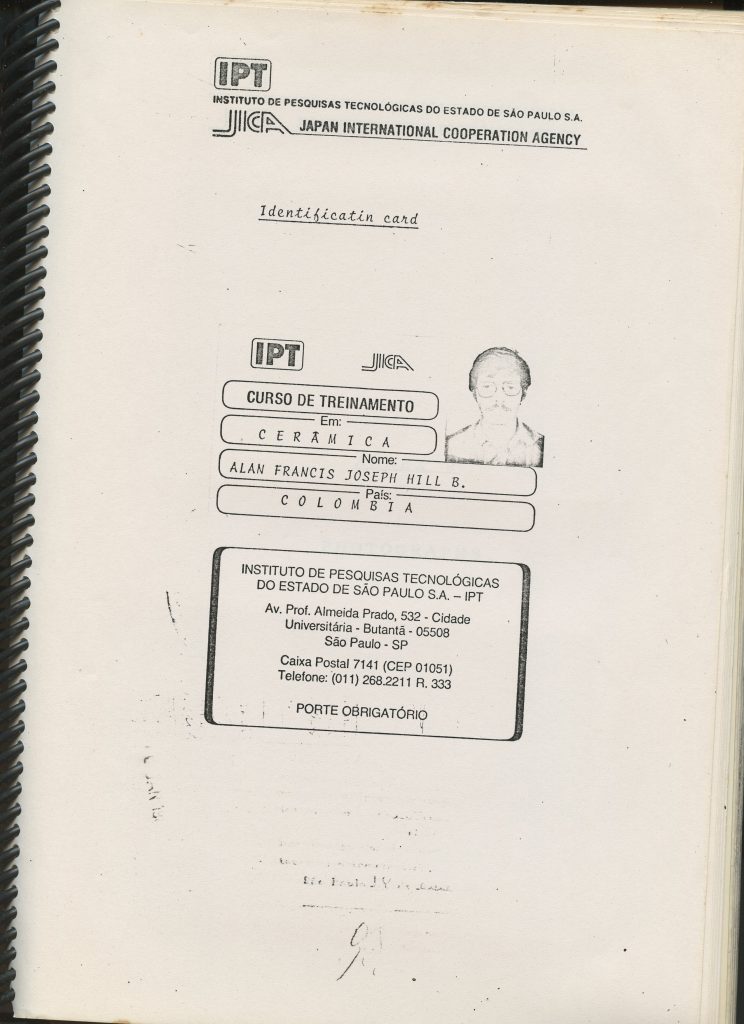 IPT
INSTITUTO DE PESQUISAS TECNOLÓGICAS DO ESTADO DE SÃO PAULO S.A.
JICA JAPAN INTERNATIONAL COOPERATION AGENCY
Identificatin card
IPT JICA
CURSO DE TREINAMENTO
Em:
CERÂMICA
Nome:
ALAN FRANCIS JOSEPH HILL B.
País:
COLOMBIA
INSTITUTO DE PESQUISAS TECNOLÓGICAS
DO ESTADO DE SÃO PAULO S.A. – IPT
Av. Prof. Almeida Prado, 532 - Cidade
Universitária - Butantã - 05508
São Paulo - SP
Caixa Postal 7141 (CEP 01051)
Telefone: (011) 268.2211 R. 333
PORTE OBRIGATÓRIO